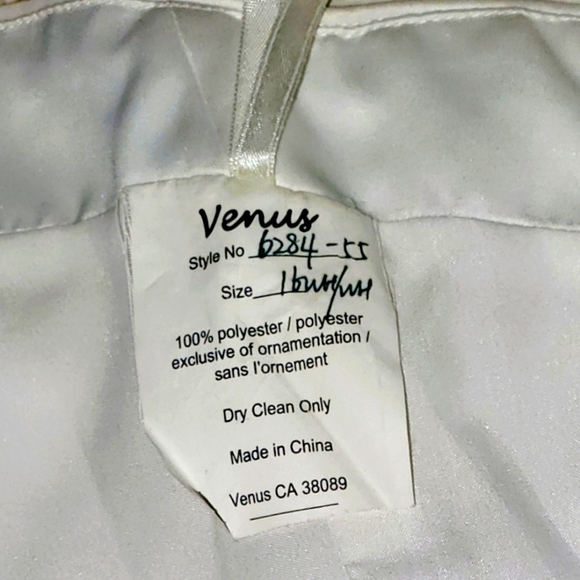 Venus
Style No 6284-55
Size 16
100% polyester / polyester
exclusive of ornamentation /
sans l'ornement
Dry Clean Only
Made in China
Venus CA 38089